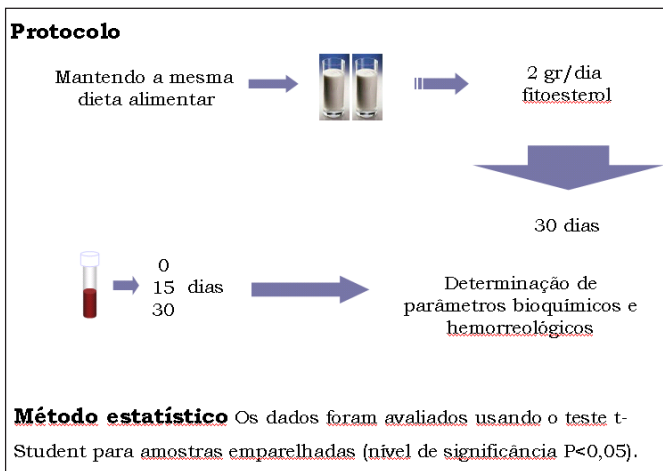 Protocolo
Mantendo a mesma
dieta alimentar
2 gr/dia
fitoesterol
30 dias
0
15 dias
30
Determinação de
parâmetros bioquímicos e
hemorreológicos
Método estatístico Os dados foram avaliados usando o teste t-
Student para amostras emparelhadas (nível de significância P<0,05).